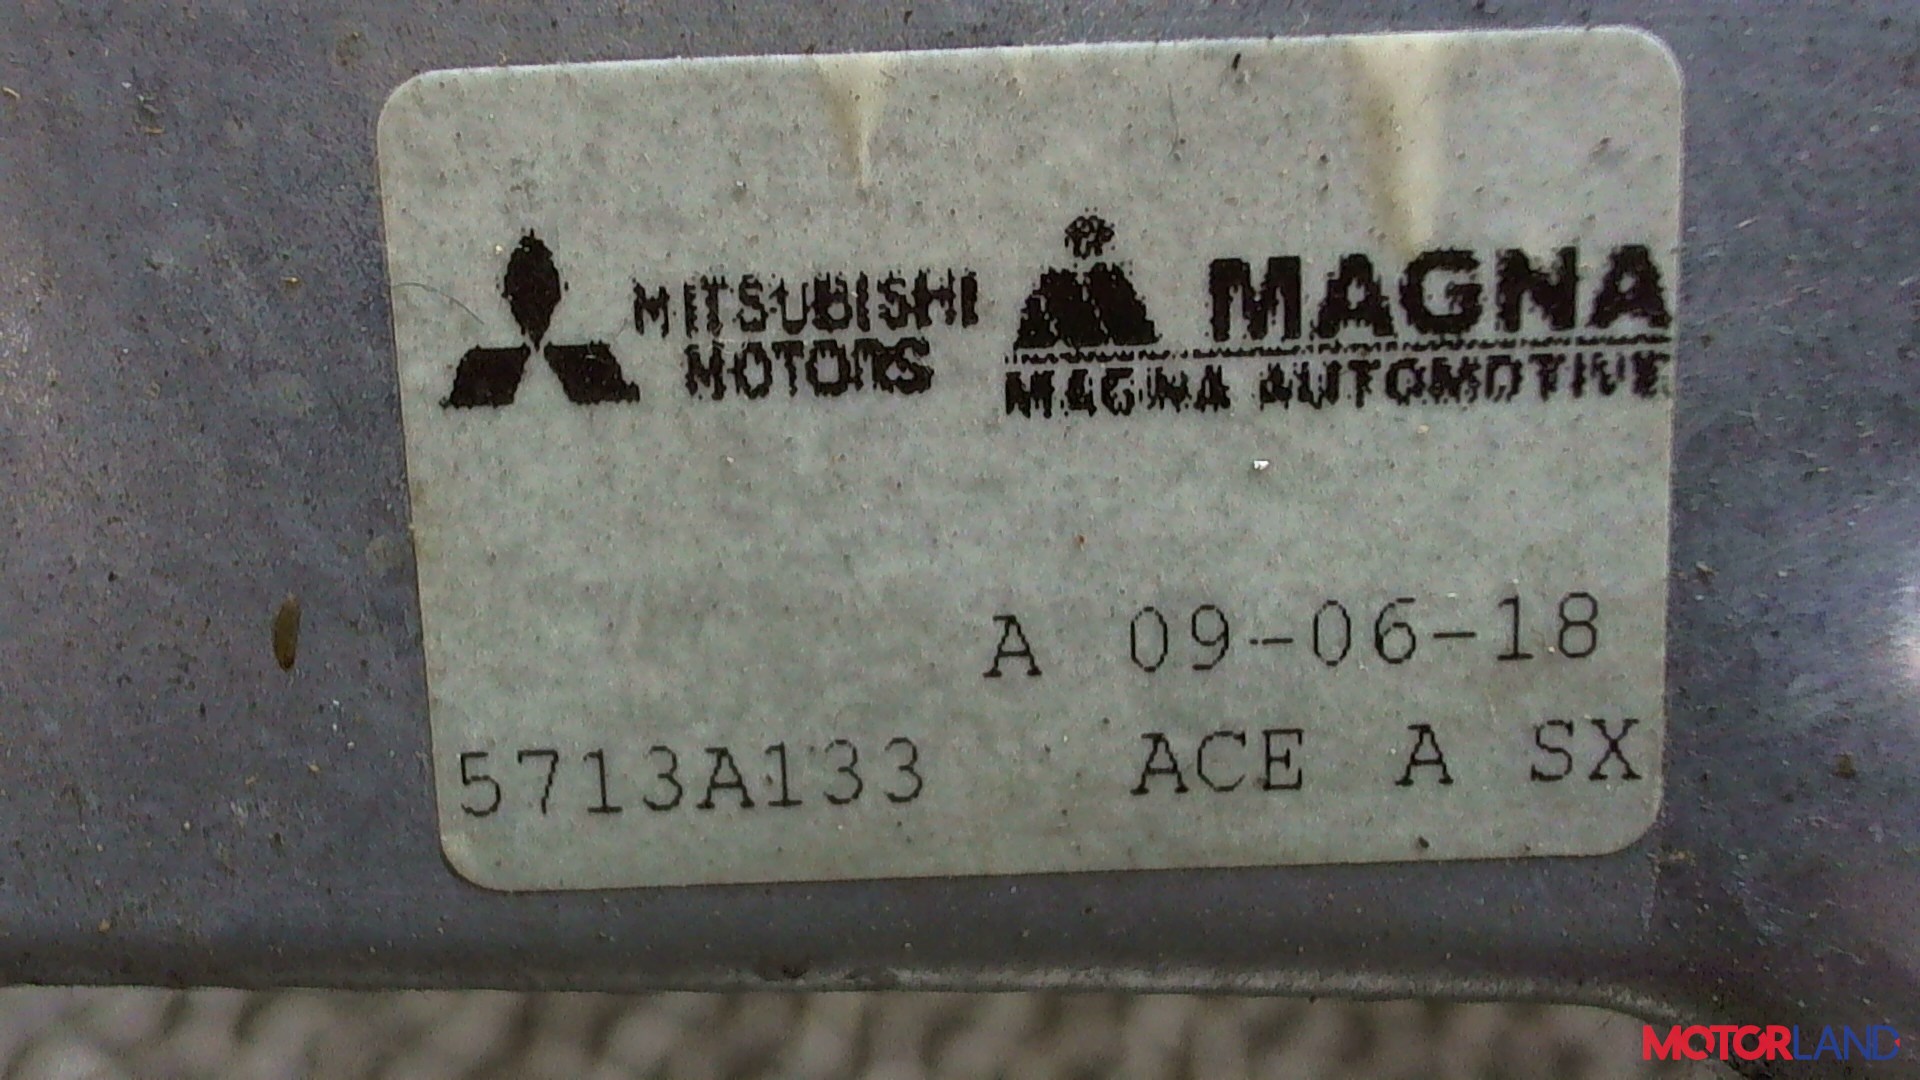 MITSUBISHI
MOTORS
MAGNA
MAGNA AUTOMOTIVE
A 09-06-18
5713A133 ACE A SX
MOTORLAND